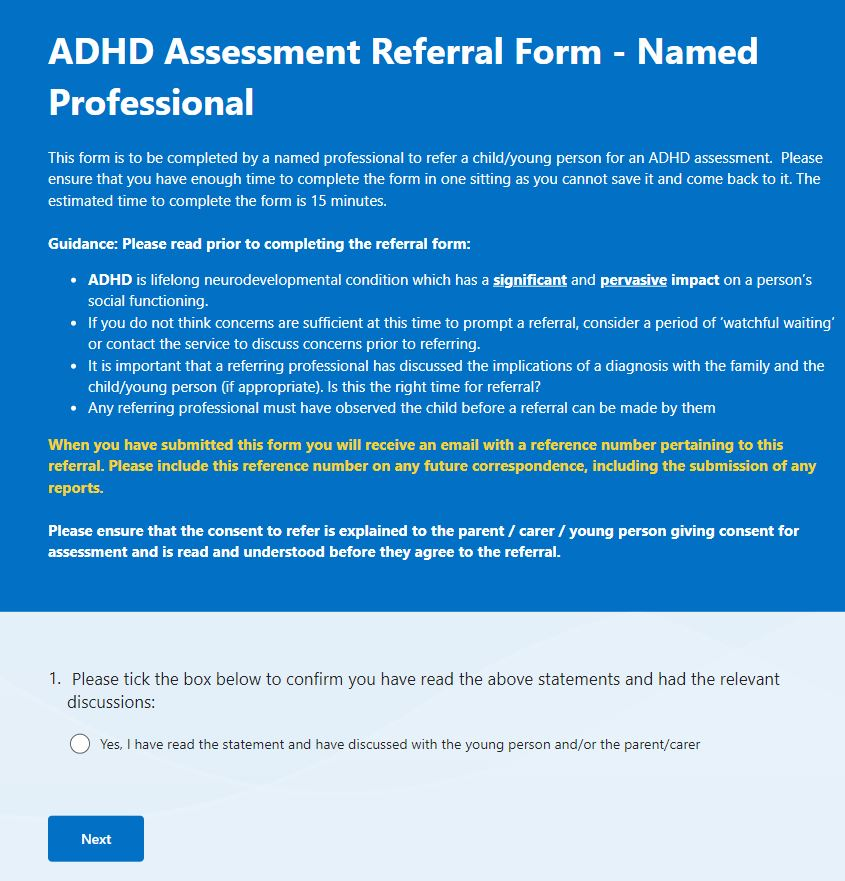 ADHD Assessment Referral Form - Named
Professional
This form is to be completed by a named professional to refer a child/young person for an ADHD assessment.  Please
ensure that you have enough time to complete the form in one sitting as you cannot save it and come back to it. The
estimated time to complete the form is 15 minutes.
Guidance: Please read prior to completing the referral form:
• ADHD is lifelong neurodevelopmental condition which has a significant and pervasive impact on a person's
social functioning.
• If you do not think concerns are sufficient at this time to prompt a referral, consider a period of 'watchful waiting'
or contact the service to discuss concerns prior to referring.
• It is important that a referring professional has discussed the implications of a diagnosis with the family and the
child/young person (if appropriate). Is this the right time for referral?
• Any referring professional must have observed the child before a referral can be made by them
When you have submitted this form you will receive an email with a reference number pertaining to this
referral. Please include this reference number on any future correspondence, including the submission of any
reports.
Please ensure that the consent to refer is explained to the parent / carer / young person giving consent for
assessment and is read and understood before they agree to the referral.
1. Please tick the box below to confirm you have read the above statements and had the relevant
discussions:
Yes, I have read the statement and have discussed with the young person and/or the parent/carer
Next